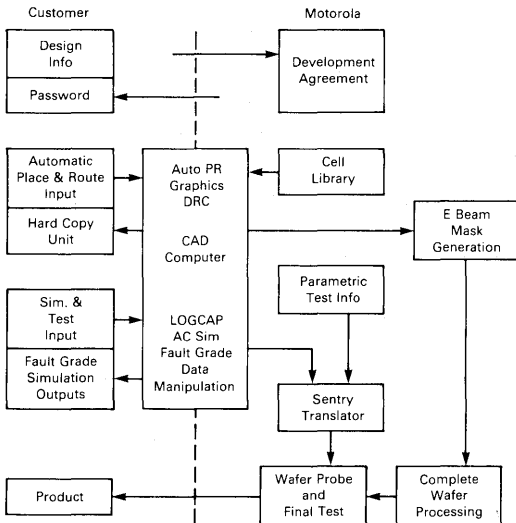 Customer
Motorola
Design
Info
Password
Development
Agreement
Automatic
Place & Route
Input
Hard Copy
Unit
Auto PR
Graphics
DRC
CAD
Computer
LOGCAP
AC Sim
Fault Grade
Data
Manipulation
Cell
Library
E Beam
Mask
Generation
Parametric
Test Info
Sim. &
Test
Input
Fault Grade
Simulation
Outputs
Sentry
Translator
Product
Wafer Probe
and
Final Test
Complete
Wafer
Processing